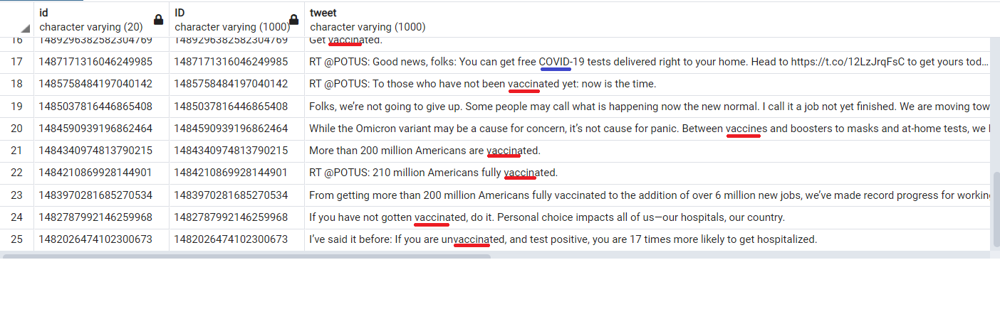 id ID tweet
character varying (20) character varying (1000) character varying (1000)
16 1489296382582304769 1489296382582304769 Get vaccinated.
17 1487171316046249985 1487171316046249985 RT @POTUS: Good news, folks: You can get free COVID-19 tests delivered right to your home. Head to https://t.co/12LzJrqFsC to get yours tod...
18 1485758484197040142 1485758484197040142 RT @POTUS: To those who have not been vaccinated yet: now is the time.
19 1485037816446865408 1485037816446865408 Folks, we’re not going to give up. Some people may call what is happening now the new normal. I call it a job not yet finished. We are moving tow
20 1484590939196862464 1484590939196862464 While the Omicron variant may be a cause for concern, it’s not cause for panic. Between vaccines and boosters to masks and at-home tests, we
21 1484340974813790215 1484340974813790215 More than 200 million Americans are vaccinated.
22 1484210869928144901 1484210869928144901 RT @POTUS: 210 million Americans fully vaccinated.
23 1483970281685270534 1483970281685270534 From getting more than 200 million Americans fully vaccinated to the addition of over 6 million new jobs, we’ve made record progress for workin
24 1482787992146259968 1482787992146259968 If you have not gotten vaccinated, do it. Personal choice impacts all of us—our hospitals, our country.
25 1482026474102300673 1482026474102300673 I’ve said it before: If you are unvaccinated, and test positive, you are 17 times more likely to get hospitalized.